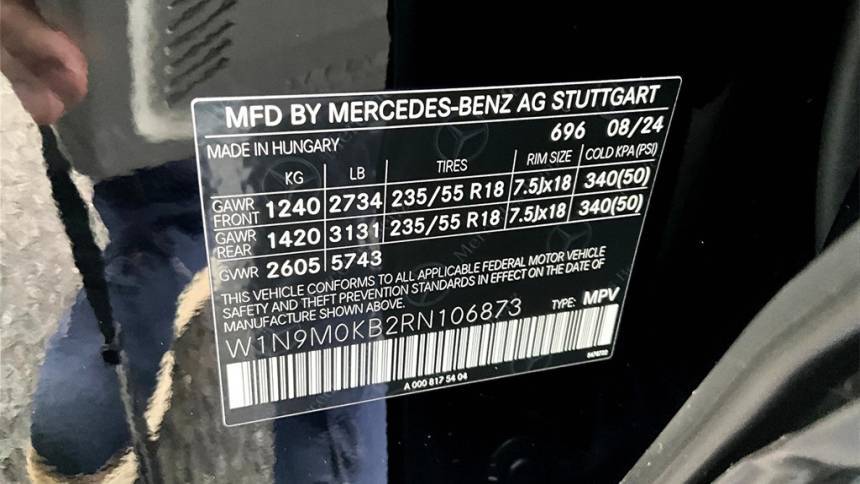 MFD BY MERCEDES-BENZ AG STUTTGART
MADE IN HUNGARY 696 08/24
KG LB TIRES RIM SIZE COLD KPA(PSI)
GAWR FRONT 1240 2734 235/55 R18 7.5Jx18 340(50)
GAWR REAR 1420 3131 235/55 R18 7.5Jx18 340(50)
GVWR 2605 5743
THIS VEHICLE CONFORMS TO ALL APPLICABLE FEDERAL MOTOR VEHICLE
SAFETY AND THEFT PREVENTION STANDARDS IN EFFECT ON THE DATE OF
MANUFACTURE SHOWN ABOVE.
W1N9M0KB2RN106873 TYPE: MPV
A 000 817 54 04